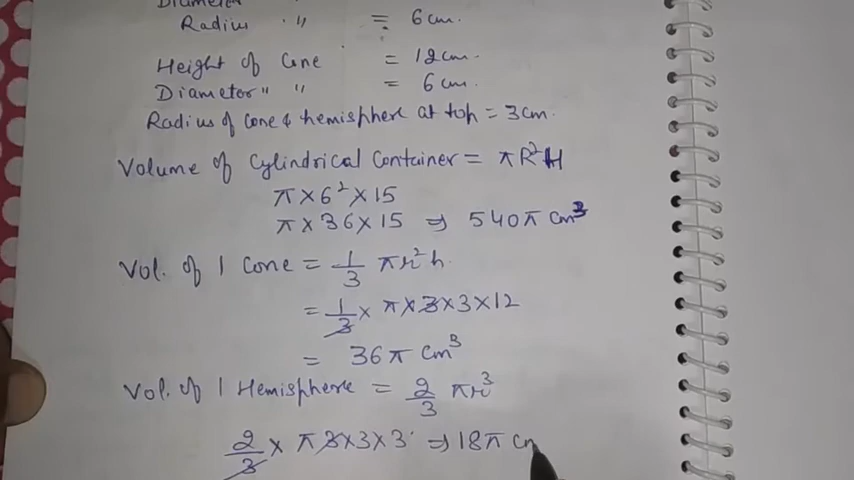 Diameter
Radius " = 6 cm.
Height of Cone = 12 cm.
Diameter " " = 6 cm.
Radius of cone & hemisphere at top = 3 cm.
Volume of Cylindrical Container = πR²H
π × 6² × 15
π × 36 × 15 ⇒ 540π cm³
Vol. of 1 Cone = 1/3 πr²h
= 1/3 × π × 3 × 3 × 12
= 36π cm³
Vol. of 1 Hemisphere = 2/3 πr³
2/3 × π 3 × 3 × 3 ⇒ 18π cm